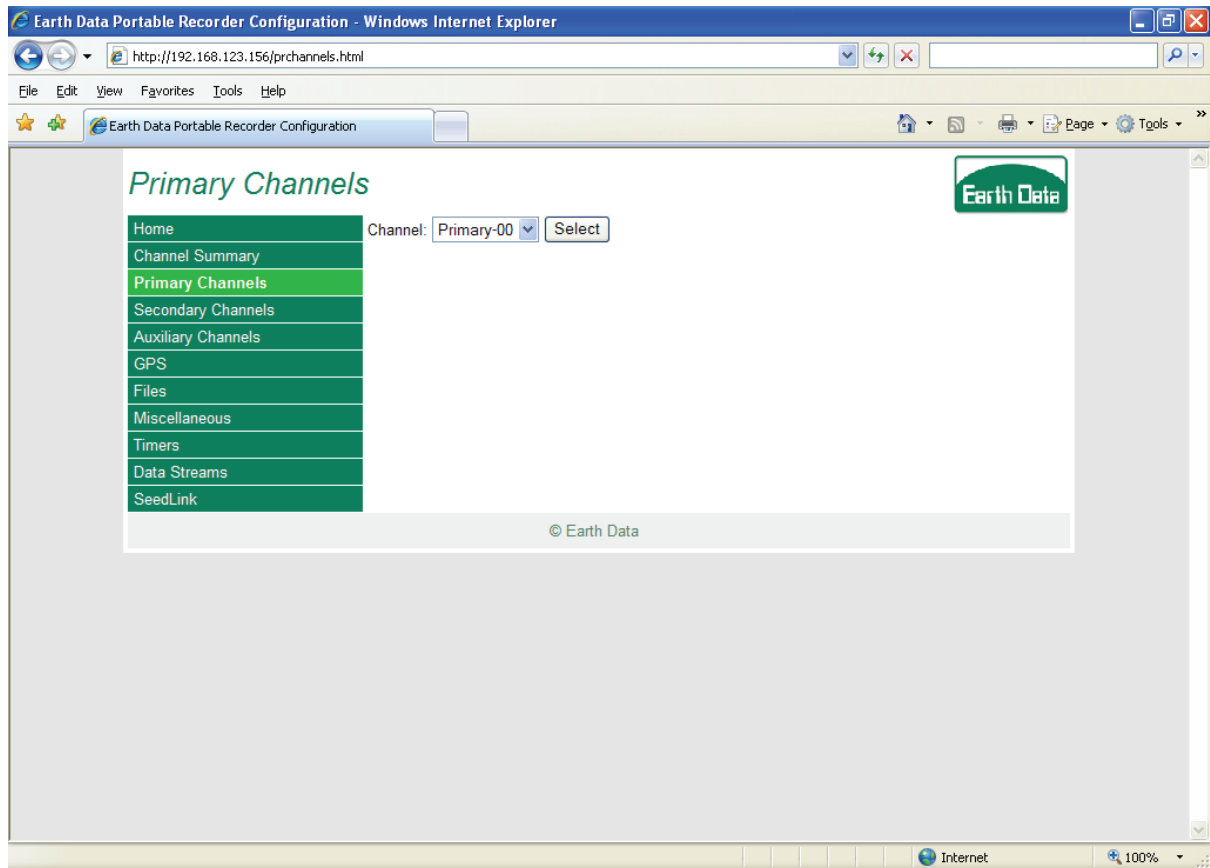 Earth Data Portable Recorder Configuration - Windows Internet Explorer
http://192.168.123.156/prchannels.html
File Edit View Favorites Tools Help
Earth Data Portable Recorder Configuration
Page Tools »
Primary Channels
Earth Data
Home
Channel: Primary-00 Select
Channel Summary
Primary Channels
Secondary Channels
Auxiliary Channels
GPS
Files
Miscellaneous
Timers
Data Streams
SeedLink
© Earth Data
Internet 100%